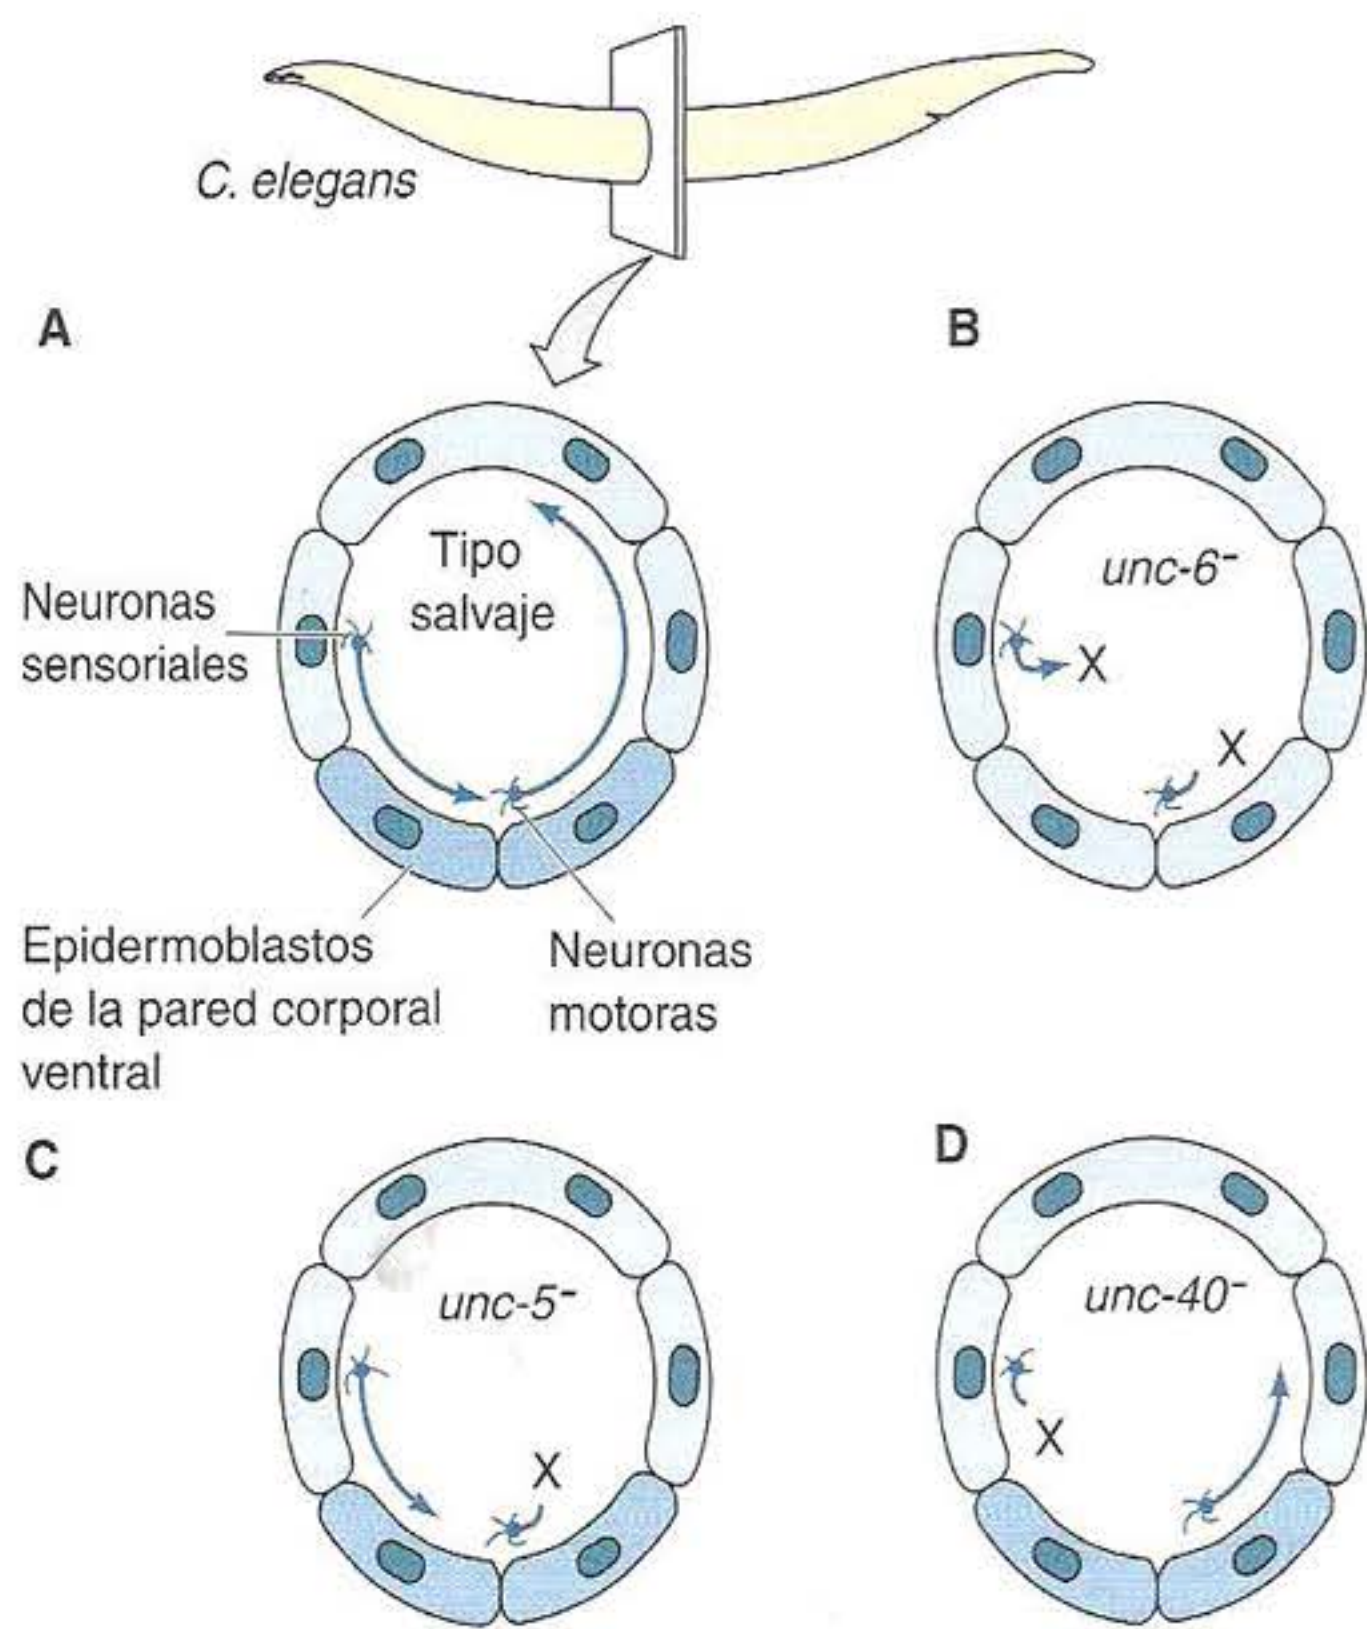 C. elegans
A
B
Tipo
salvaje
unc-6⁻
Neuronas
sensoriales
X
X
Epidermoblastos
de la pared corporal
ventral
Neuronas
motoras
C
D
unc-5⁻
unc-40⁻
X
X